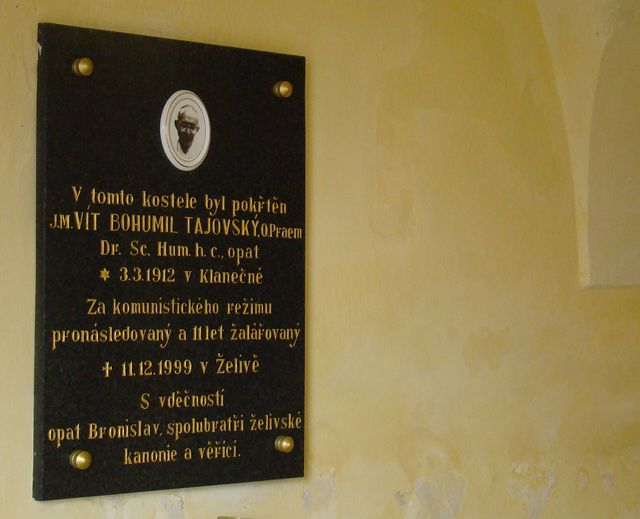 V tomto kostele byl pokřtěn
J.M. VÍT BOHUMIL TAJOVSKÝ, O.Praem
Dr. Sc. Hum. h. c., opat
* 3.3.1912 v Klanečné
Za komunistického režimu
pronásledovaný a 11 let žalářovaný
✝ 11.12.1999 v Želivě
S vděčností
opat Bronislav, spolubratři želivské
kanonie a věřící.